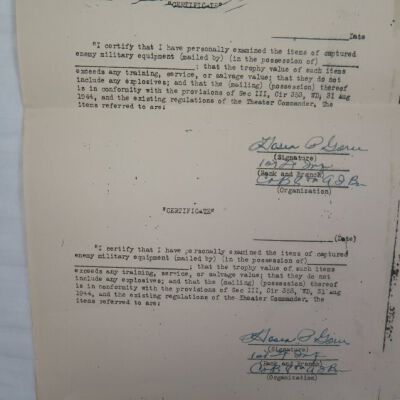 "CERTIFICATE"
Date
"I certify that I have personally examined the items of captured
enemy military equipment (mailed by) (in the possession of)
; that the trophy value of such items
exceeds any training, service, or salvage value; that they do not
include any explosives; and that the (mailing) (possession) thereof
is in conformity with the provisions of Sec III, Cir 353, WD, 31 Aug
1944, and the existing regulations of the Theater Commander. The
items referred to are:
(Signature)
(Rank and Branch)
(Organization)
"CERTIFICATE"
(Date)
"I certify that I have personally examined the items of captured
enemy military equipment (mailed by) (in the possession of)
; that the trophy value of such items
exceeds any training, service, or salvage value; that they do not
include any explosives; and that the (mailing) (possession) thereof
is in conformity with the provisions of Sec III, Cir 353, WD, 31 Aug
1944, and the existing regulations of the Theater Commander. The
items referred to are:
(Signature)
(Rank and Branch)
(Organization)